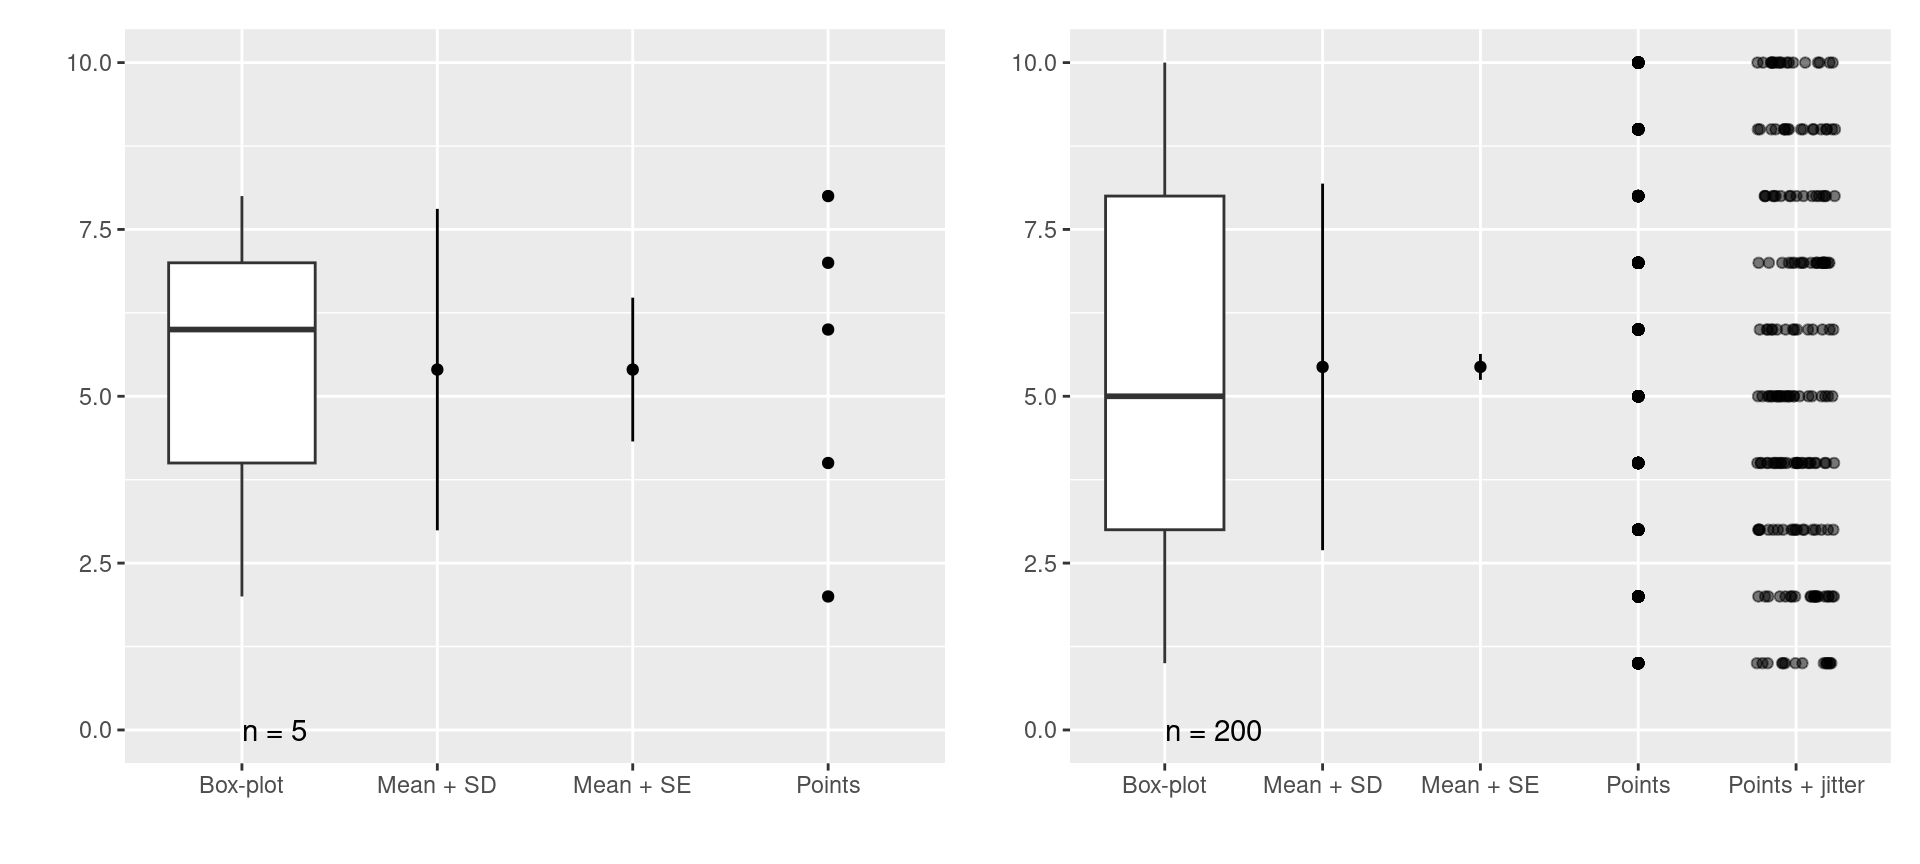 10.0
7.5
5.0
2.5
0.0
n = 5
Box-plot
Mean + SD
Mean + SE
Points
10.0
7.5
5.0
2.5
0.0
n = 200
Box-plot
Mean + SD
Mean + SE
Points
Points + jitter